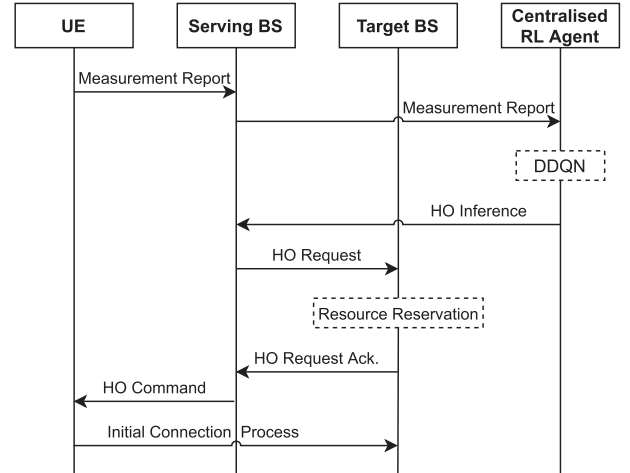 UE
Serving BS
Target BS
Centralised
RL Agent
Measurement Report
Measurement Report
DDQN
HO Inference
HO Request
Resource Reservation
HO Request Ack.
HO Command
Initial Connection Process